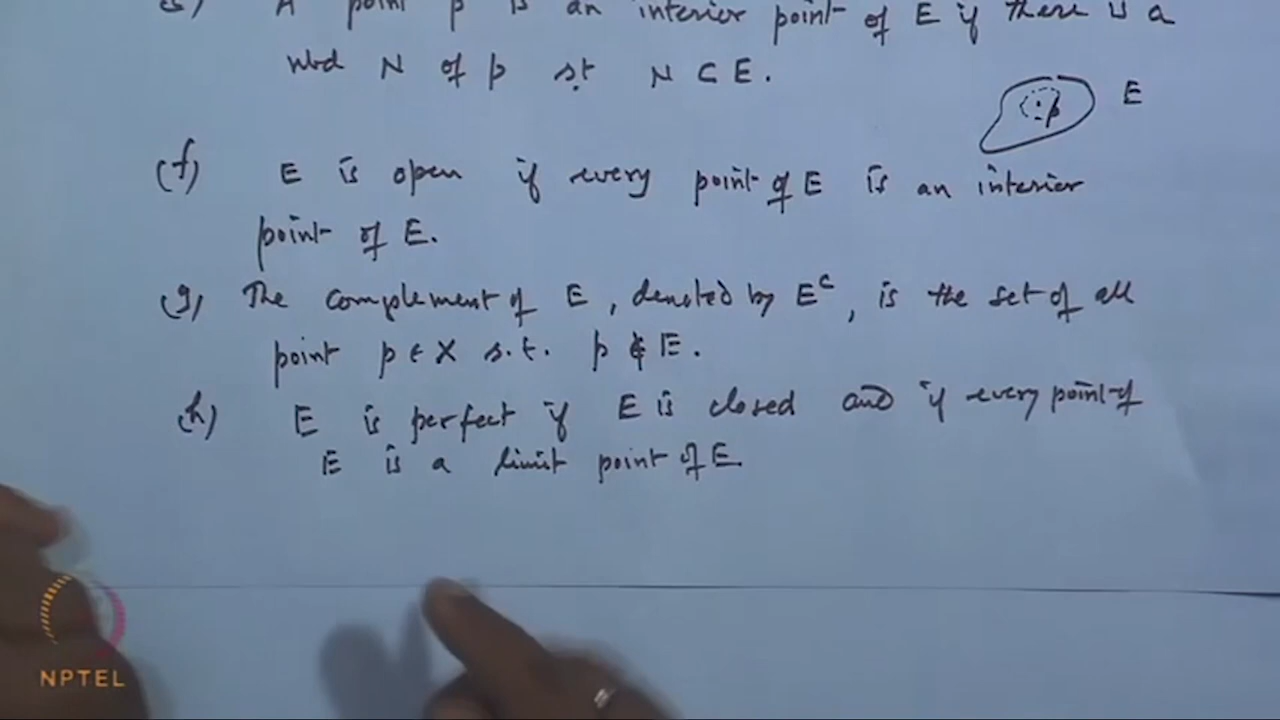 (e) A point p is an interior point of E if there is a
nbd N of p st N ⊂ E.
E
p
(f) E is open if every point of E is an interior
point of E.
(g) The complement of E, denoted by Eᶜ, is the set of all
point p ∈ X s.t. p ∉ E.
(h) E is perfect if E is closed and if every point of
E is a limit point of E.
NPTEL